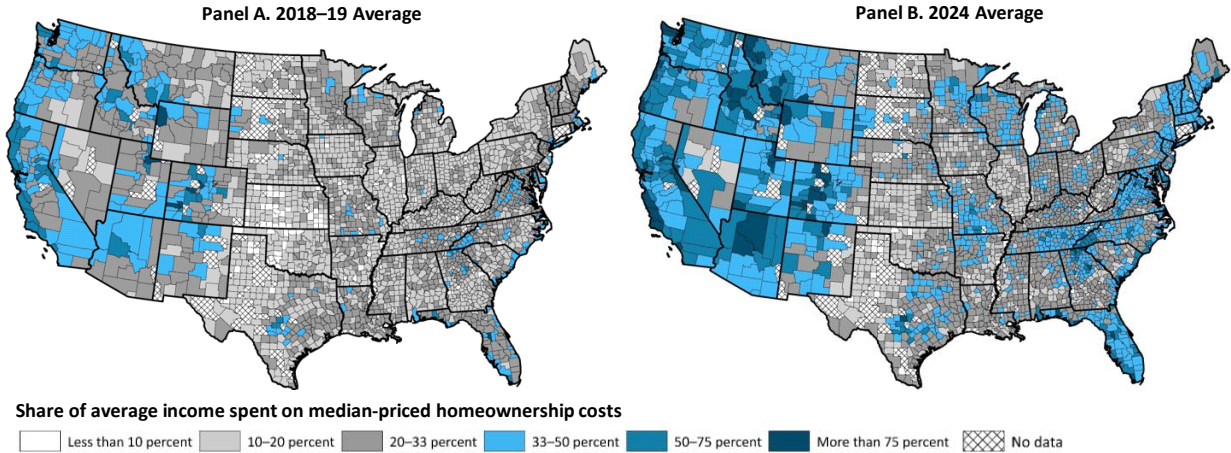 Panel A. 2018–19 Average
Panel B. 2024 Average
Share of average income spent on median-priced homeownership costs
Less than 10 percent
10–20 percent
20–33 percent
33–50 percent
50–75 percent
More than 75 percent
No data